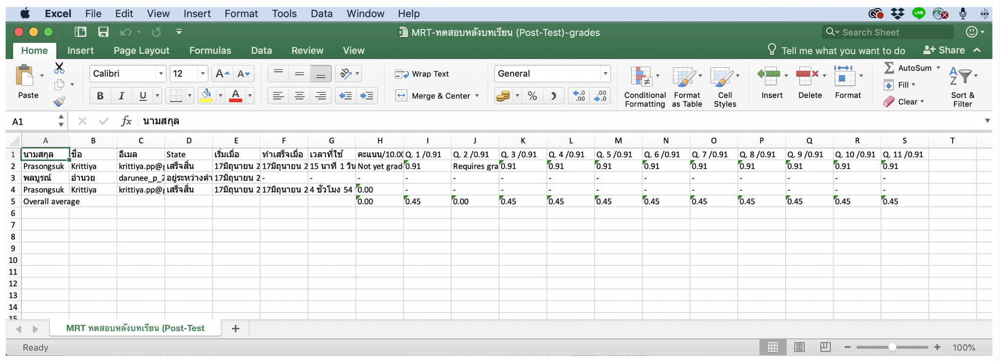 Excel File Edit View Insert Format Tools Data Window Help LINE
MRT-ทดสอบหลังบทเรียน (Post-Test)-grades Search Sheet
Home Insert Page Layout Formulas Data Review View Tell me what you want to do Share
Paste Calibri 12 A A ab Wrap Text General AutoSum
B I U A Merge & Center % Fill
Conditional Formatting Format as Table Cell Styles Insert Delete Format Clear Sort & Filter
A1 fx นามสกุล
A B C D E F G H I J K L M N O P Q R S T
1 นามสกุล ชื่อ อีเมล State เริ่มเมื่อ ทำเสร็จเมื่อ เวลาที่ใช้ คะแนน/10.00 Q. 1 /0.91 Q. 2 /0.91 Q. 3 /0.91 Q. 4 /0.91 Q. 5 /0.91 Q. 6 /0.91 Q. 7 /0.91 Q. 8 /0.91 Q. 9 /0.91 Q. 10 /0.91 Q. 11 /0.91
2 Prasongsuk Krittiya krittiya.pp@g เสร็จสิ้น 17มิถุนายน 2 17มิถุนายน 2 15 นาที 1 วิน Not yet grad 0.91 Requires gra 0.91 0.91 0.91 0.91 0.91 0.91 0.91 0.91 0.91
3 พลบูรณ์ อำนวย darunee_p_2 อยู่ระหว่างดำ 17มิถุนายน 2 - - - - - - - - - - - - - -
4 Prasongsuk Krittiya krittiya.pp@g เสร็จสิ้น 17มิถุนายน 2 17มิถุนายน 2 4 ชั่วโมง 54 0.00 - - - - - - - - - - -
5 Overall average 0.00 0.45 0.00 0.45 0.45 0.45 0.45 0.45 0.45 0.45 0.45 0.45
6
7
8
9
10
11
12
13
14
15
MRT ทดสอบหลังบทเรียน (Post-Test +
Ready 100%